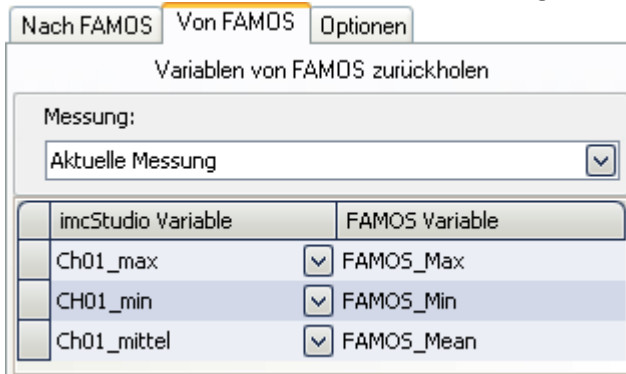 Nach FAMOS Von FAMOS Optionen
Variablen von FAMOS zurückholen
Messung:
Aktuelle Messung
imcStudio Variable FAMOS Variable
Ch01_max FAMOS_Max
CH01_min FAMOS_Min
Ch01_mittel FAMOS_Mean